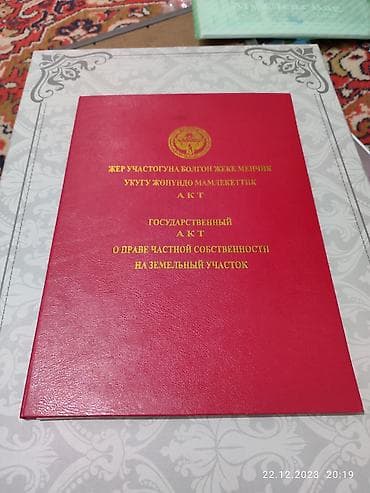 ЖЕР УЧАСТОГУНА БОЛГОН ЖЕКЕ МЕНЧИК
УКУГУ ЖӨНҮНДӨ МАМЛЕКЕТТИК
АКТ
ГОСУДАРСТВЕННЫЙ
АКТ
О ПРАВЕ ЧАСТНОЙ СОБСТВЕННОСТИ
НА ЗЕМЕЛЬНЫЙ УЧАСТОК
22.12.2023 20:19